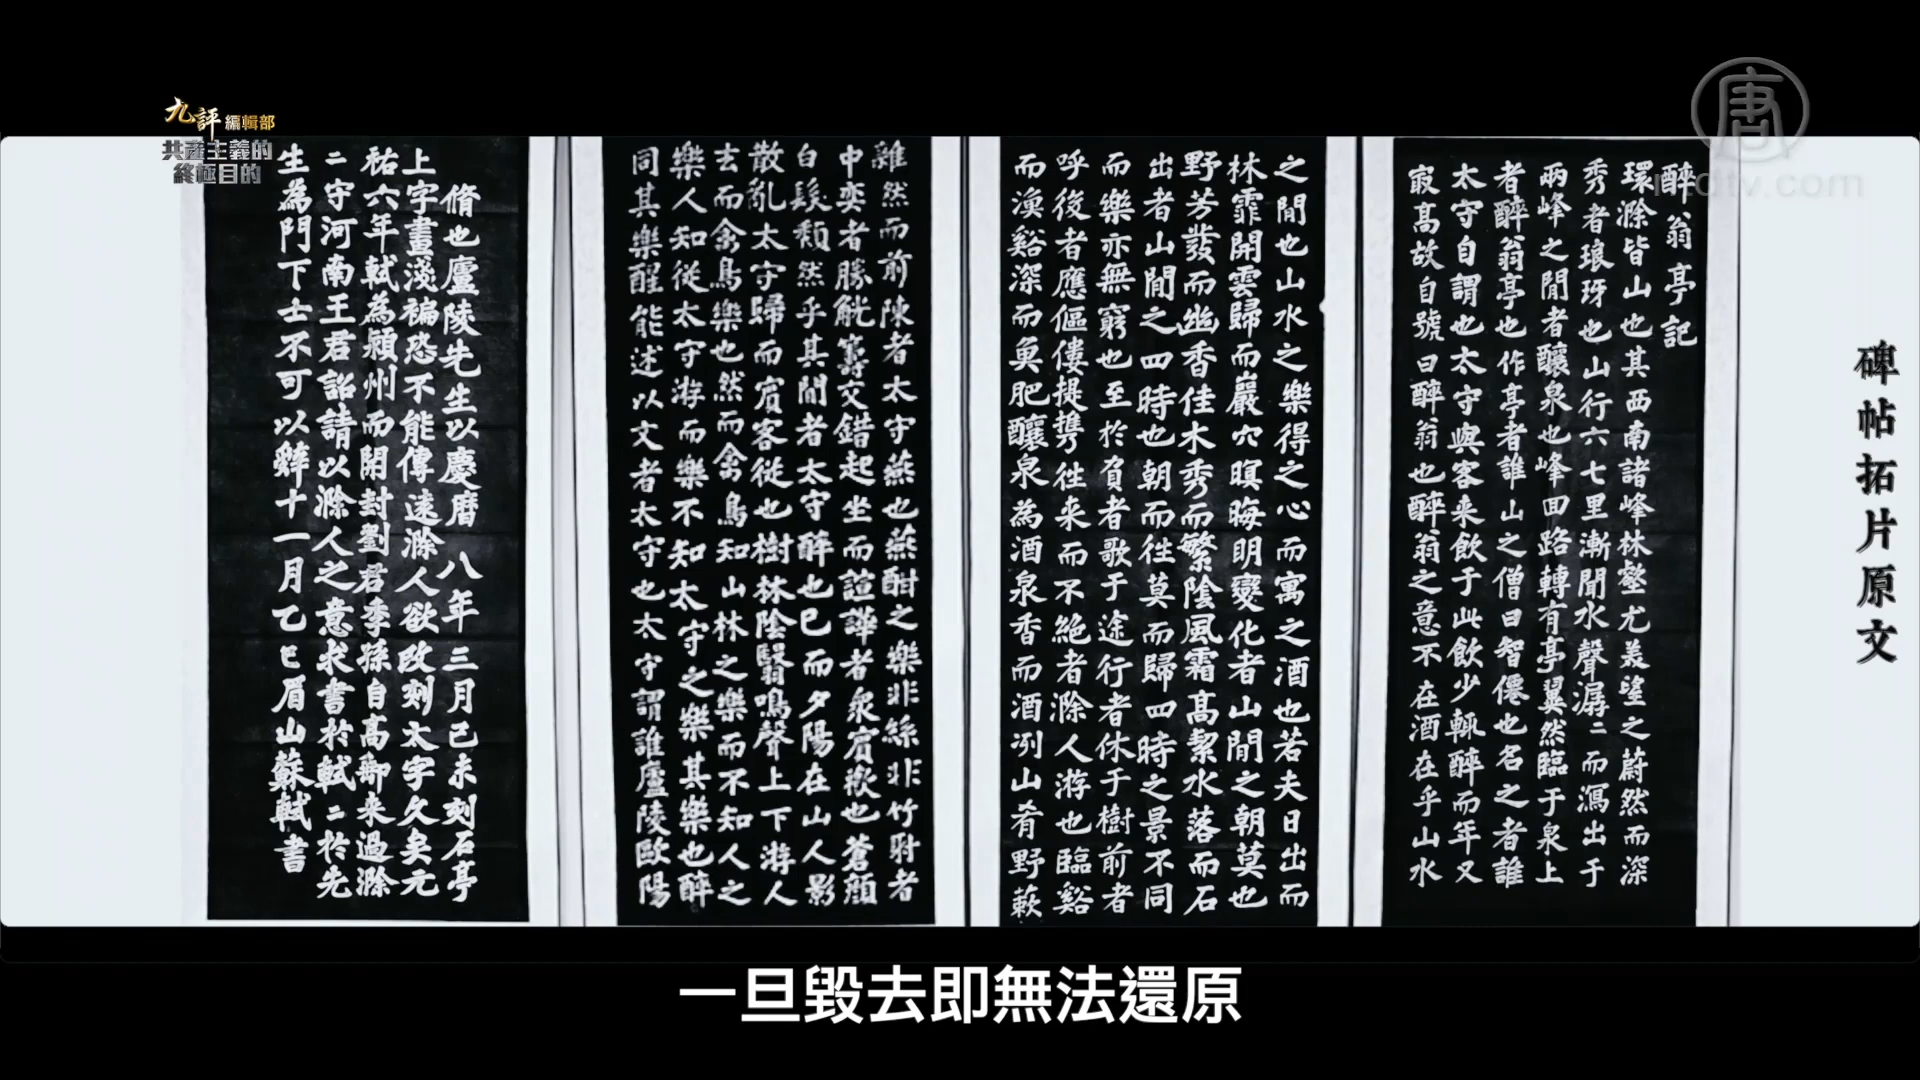 九評編輯部
共產主義的
終極目的
唐
ntdtv.com
碑帖拓片原文
醉翁亭記
環滁皆山也其西南諸峰林壑尤美望之蔚然而深
秀者琅玡也山行六七里漸聞水聲潺二而瀉出于
兩峰之間者釀泉也峰回路轉有亭翼然臨于泉上
者醉翁亭也作亭者誰山之僧曰智僊也名之者誰
太守自謂也太守與客来飲于此飲少輒醉而年又
㝡高故自號曰醉翁也醉翁之意不在酒在乎山水
之間也山水之樂得之心而寓之酒也若夫日出而
林霏開雲歸而巖穴暝晦明變化者山間之朝莫也
野芳發而幽香佳木秀而繁陰風霜高絜水落而石
出者山間之四時也朝而往莫而歸四時之景不同
而樂亦無窮也至於負者歌于途行者休于樹前者
呼後者應傴僂提攜往来而不絕者滁人游也臨谿
而漁谿深而魚肥釀泉為酒泉香而酒冽山肴野蔌
雜然而前陳者太守燕也燕酣之樂非絲非竹射者
中奕者勝觥籌交錯起坐而諠譁者衆賓歡也蒼顔
白髮頹然乎其間者太守醉也已而夕陽在山人影
散亂太守歸而賓客從也樹林陰翳鳴聲上下游人
去而禽鳥樂也然而禽鳥知山林之樂而不知人之
樂人知從太守游而樂不知太守之樂其樂也醉
同其樂醒能述以文者太守也太守謂誰廬陵歐陽
脩也廬陵先生以慶曆八年三月己未刻石亭
上字畫淺褊恐不能傳遠滁人欲改刻大字久矣元
祐六年軾為潁州而開封劉君季孫自高郵来過滁
二守河南王君詔請以滁人之意求書於軾二於先
生為門下士不可以辭十一月乙巳眉山蘇軾書
一旦毀去即無法還原